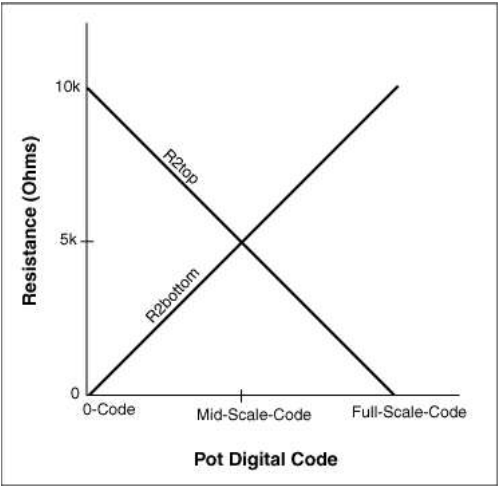 10k
R2top
Resistance (Ohms)
5k
R2bottom
0
0-Code
Mid-Scale-Code
Full-Scale-Code
Pot Digital Code